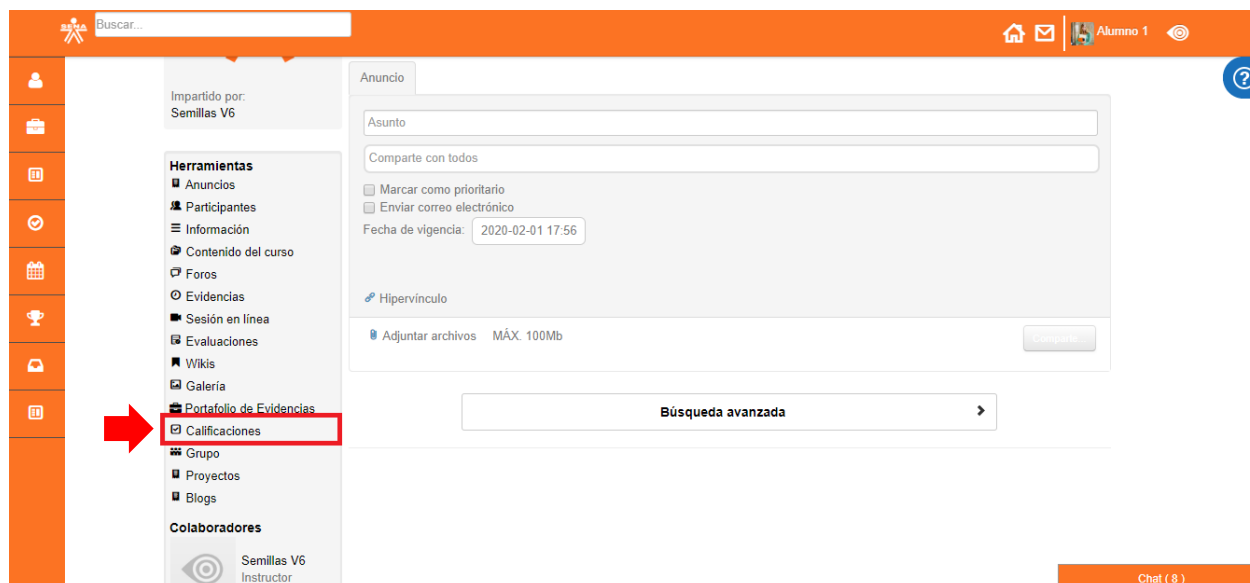 SENA
Buscar...
Alumno 1
Impartido por:
Semillas V6
Herramientas
Anuncios
Participantes
Información
Contenido del curso
Foros
Evidencias
Sesión en línea
Evaluaciones
Wikis
Galería
Portafolio de Evidencias
Calificaciones
Grupo
Proyectos
Blogs
Colaboradores
Semillas V6
Instructor
Anuncio
Asunto
Comparte con todos
Marcar como prioritario
Enviar correo electrónico
Fecha de vigencia: 2020-02-01 17:56
Hipervínculo
Adjuntar archivos MÁX. 100Mb
Búsqueda avanzada
Chat ( 8 )